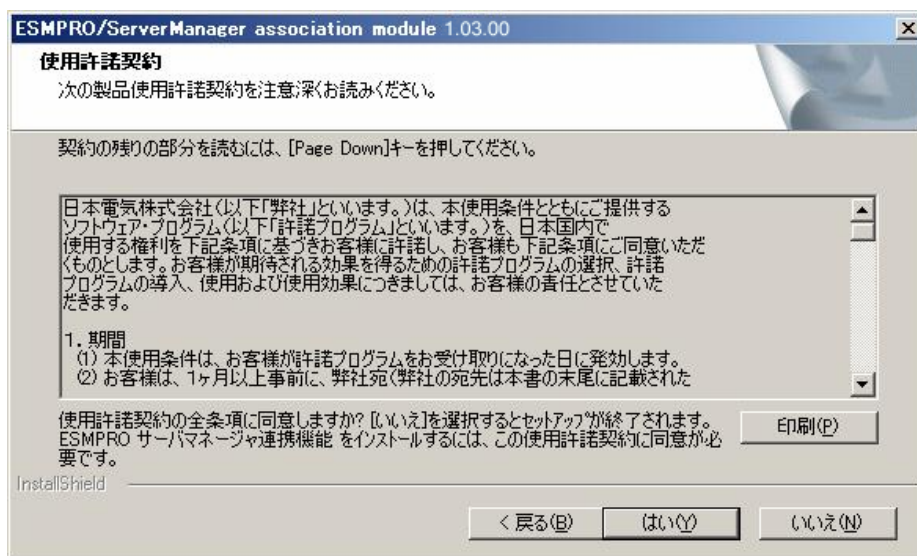 ESMPRO/ServerManager association module 1.03.00
使用許諾契約
次の製品使用許諾契約を注意深くお読みください。
契約の残りの部分を読むには、[Page Down]キーを押してください。
日本電気株式会社(以下「弊社」といいます。)は、本使用条件とともにご提供する
ソフトウェア・プログラム(以下「許諾プログラム」といいます。)を、日本国内で
使用する権利を下記条項に基づきお客様に許諾し、お客様も下記条項にご同意いただ
くものとします。お客様が期待される効果を得るための許諾プログラムの選択、許諾
プログラムの導入、使用および使用効果につきましては、お客様の責任とさせていた
だきます。
1. 期間
(1) 本使用条件は、お客様が許諾プログラムをお受け取りになった日に発効します。
(2) お客様は、1ヶ月以上事前に、弊社宛(弊社の宛先は本書の末尾に記載された
使用許諾契約の全条項に同意しますか? [いいえ]を選択するとセットアップが終了されます。
ESMPRO サーバマネージャ連携機能 をインストールするには、この使用許諾契約に同意が必
要です。
印刷(P)
InstallShield
< 戻る(B)
はい(Y)
いいえ(N)